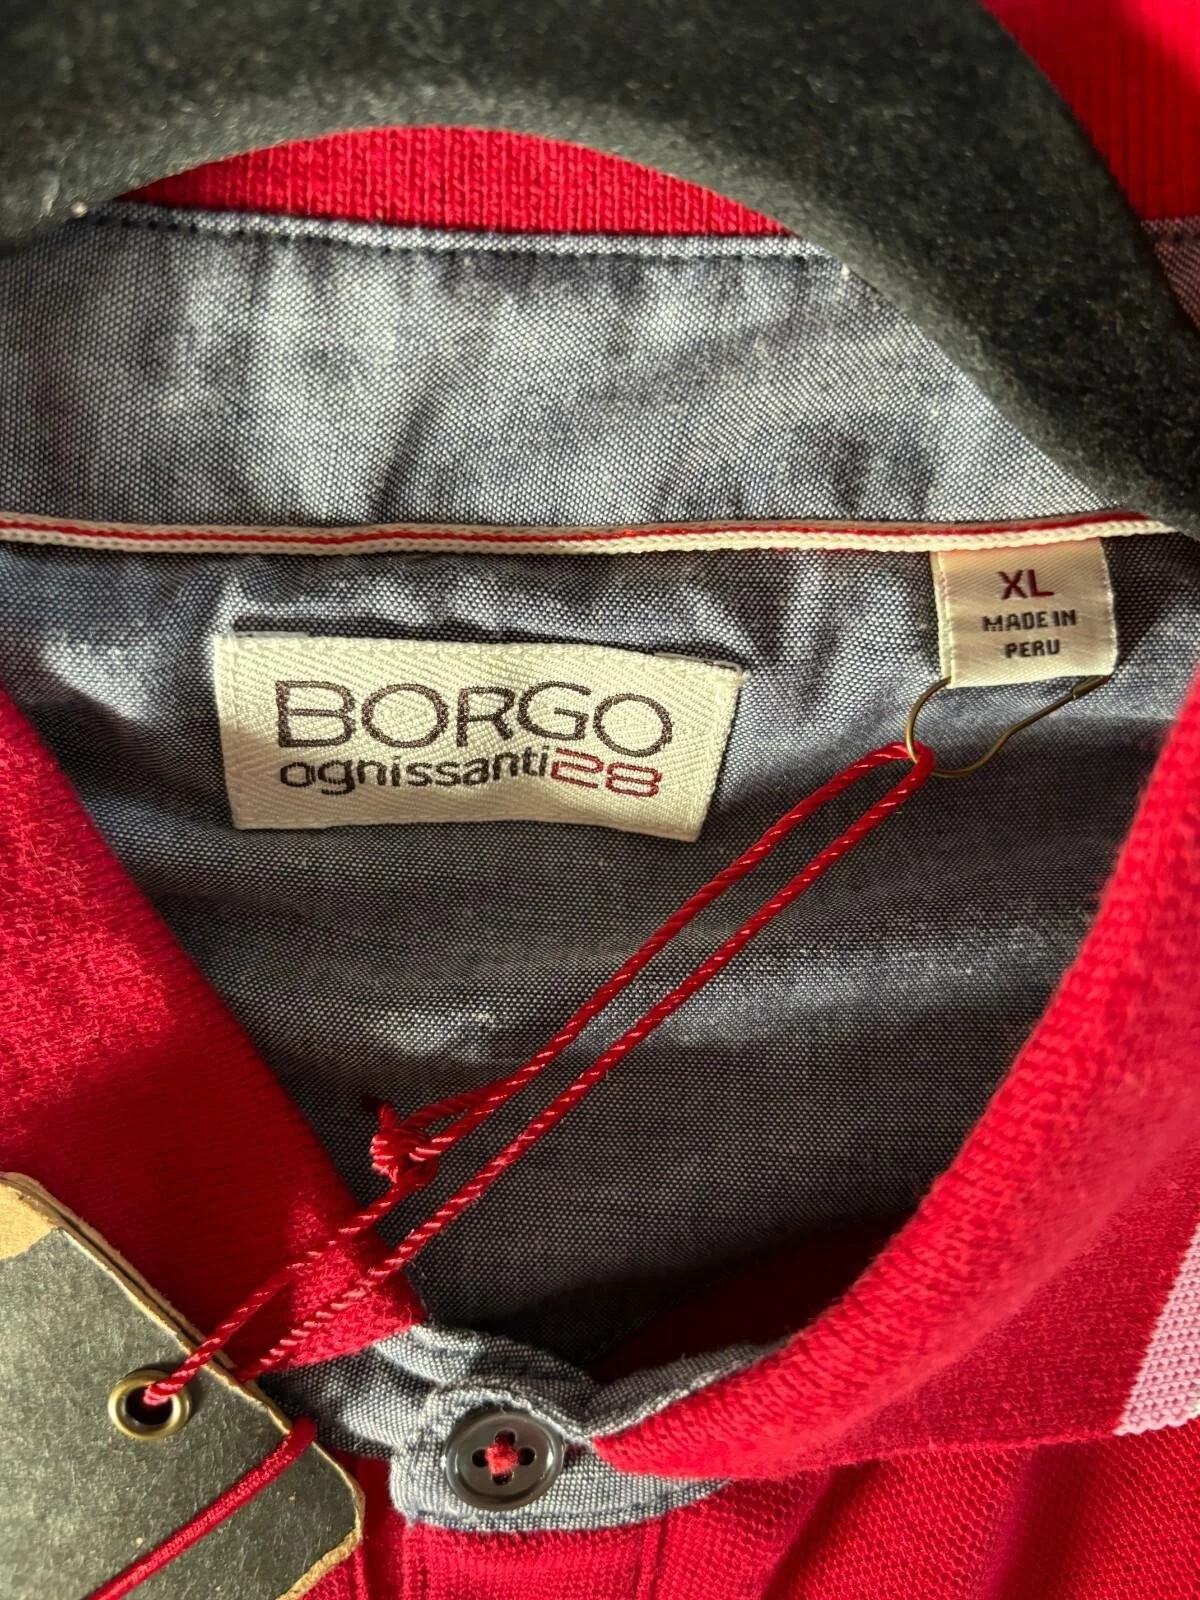 BORGO
ognissanti28
XL
MADE IN
PERU